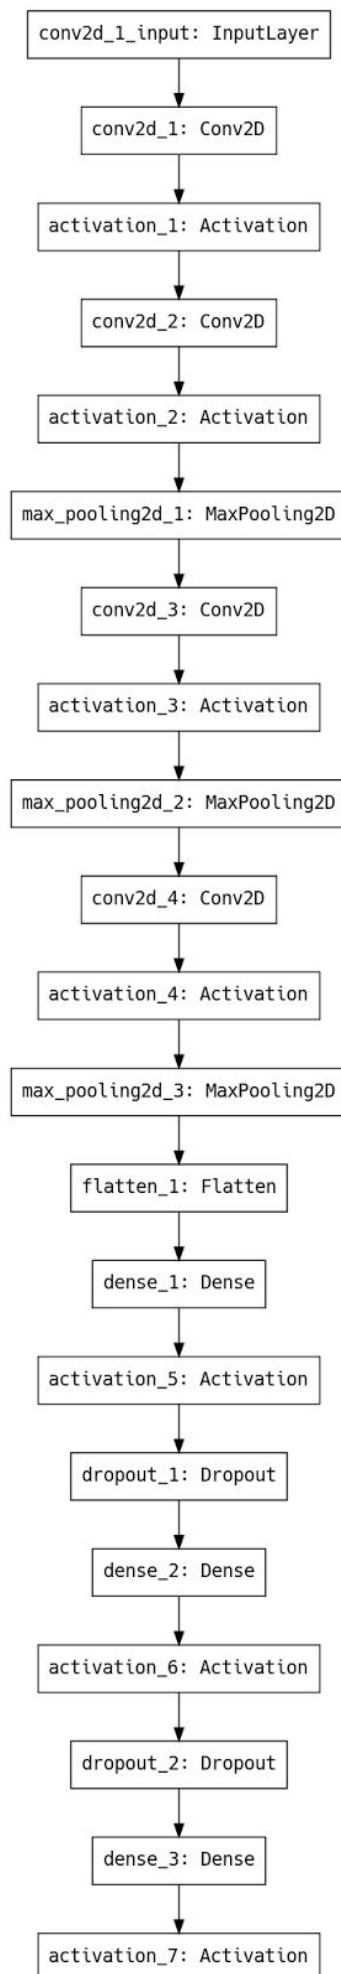 conv2d_1_input: InputLayer
conv2d_1: Conv2D
activation_1: Activation
conv2d_2: Conv2D
activation_2: Activation
max_pooling2d_1: MaxPooling2D
conv2d_3: Conv2D
activation_3: Activation
max_pooling2d_2: MaxPooling2D
conv2d_4: Conv2D
activation_4: Activation
max_pooling2d_3: MaxPooling2D
flatten_1: Flatten
dense_1: Dense
activation_5: Activation
dropout_1: Dropout
dense_2: Dense
activation_6: Activation
dropout_2: Dropout
dense_3: Dense
activation_7: Activation